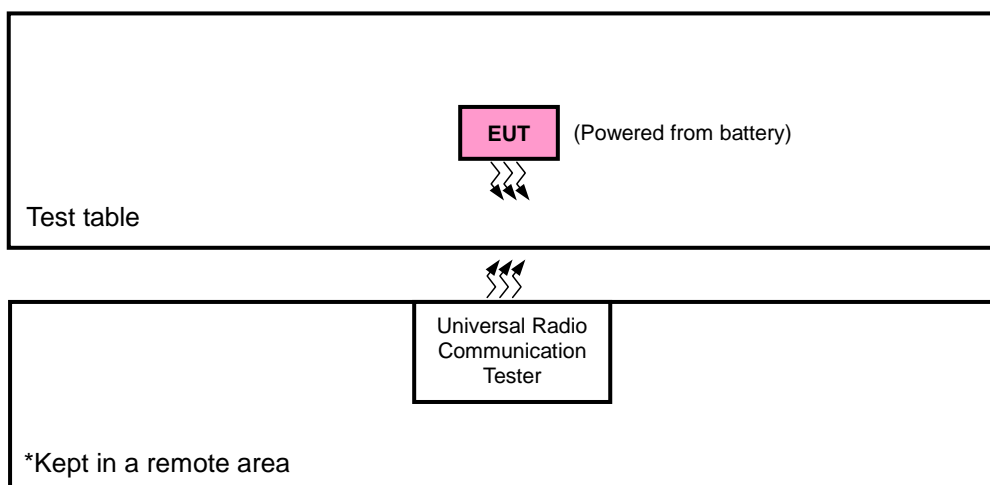 EUT
(Powered from battery)
Test table
Universal Radio
Communication
Tester
*Kept in a remote area